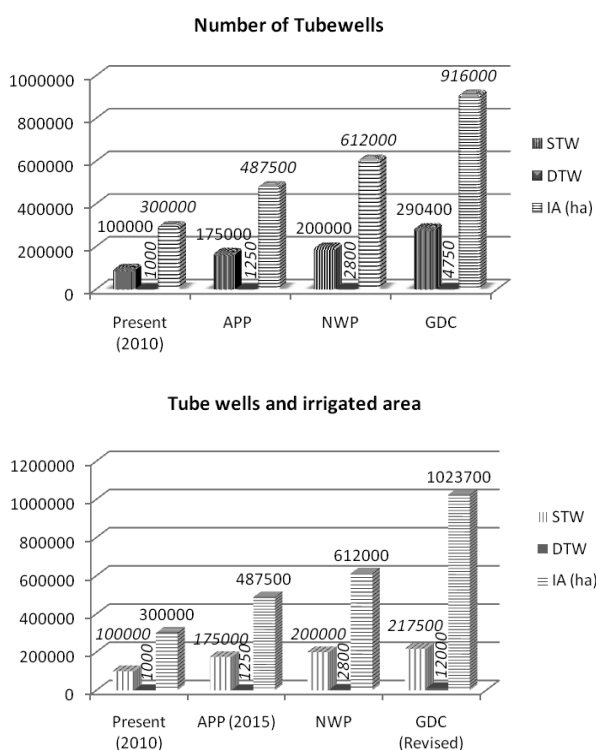 Number of Tubewells
1000000
800000
600000
400000
200000
0
100000
1000
300000
175000
1250
487500
200000
2800
612000
290400
4750
916000
Present
(2010)
APP
NWP
GDC
STW
DTW
IA (ha)
Tube wells and irrigated area
1200000
1000000
800000
600000
400000
200000
0
100000
1000
300000
175000
1250
487500
200000
2800
612000
217500
12000
1023700
Present
(2010)
APP (2015)
NWP
GDC
(Revised)
STW
DTW
IA (ha)